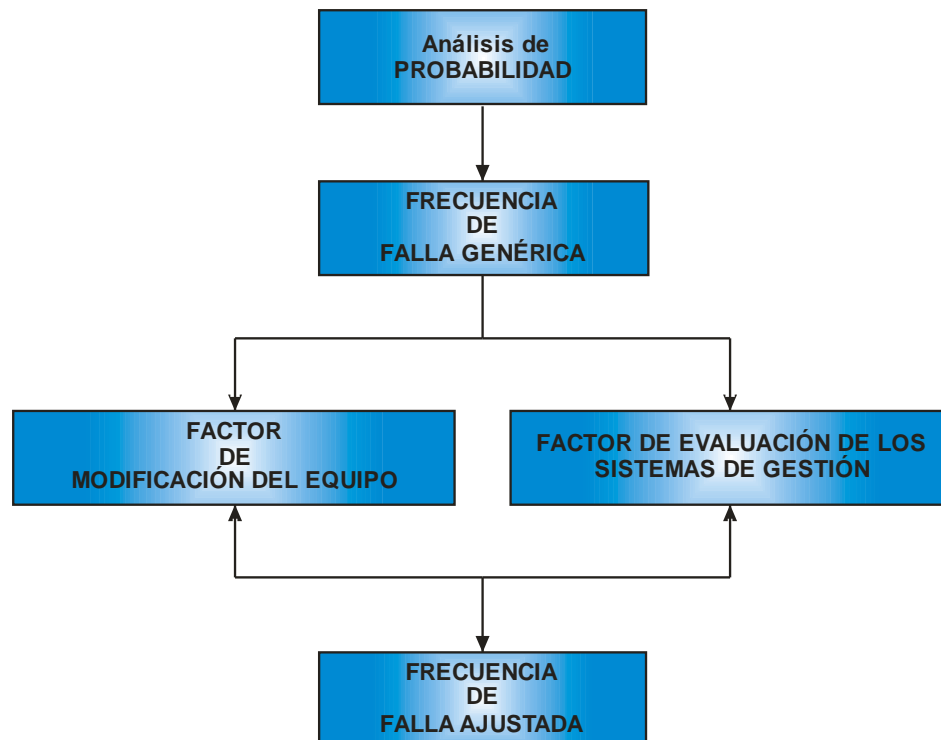 Análisis de
PROBABILIDAD
FRECUENCIA
DE
FALLA GENÉRICA
FACTOR
DE
MODIFICACIÓN DEL EQUIPO
FACTOR DE EVALUACIÓN DE LOS
SISTEMAS DE GESTIÓN
FRECUENCIA
DE
FALLA AJUSTADA